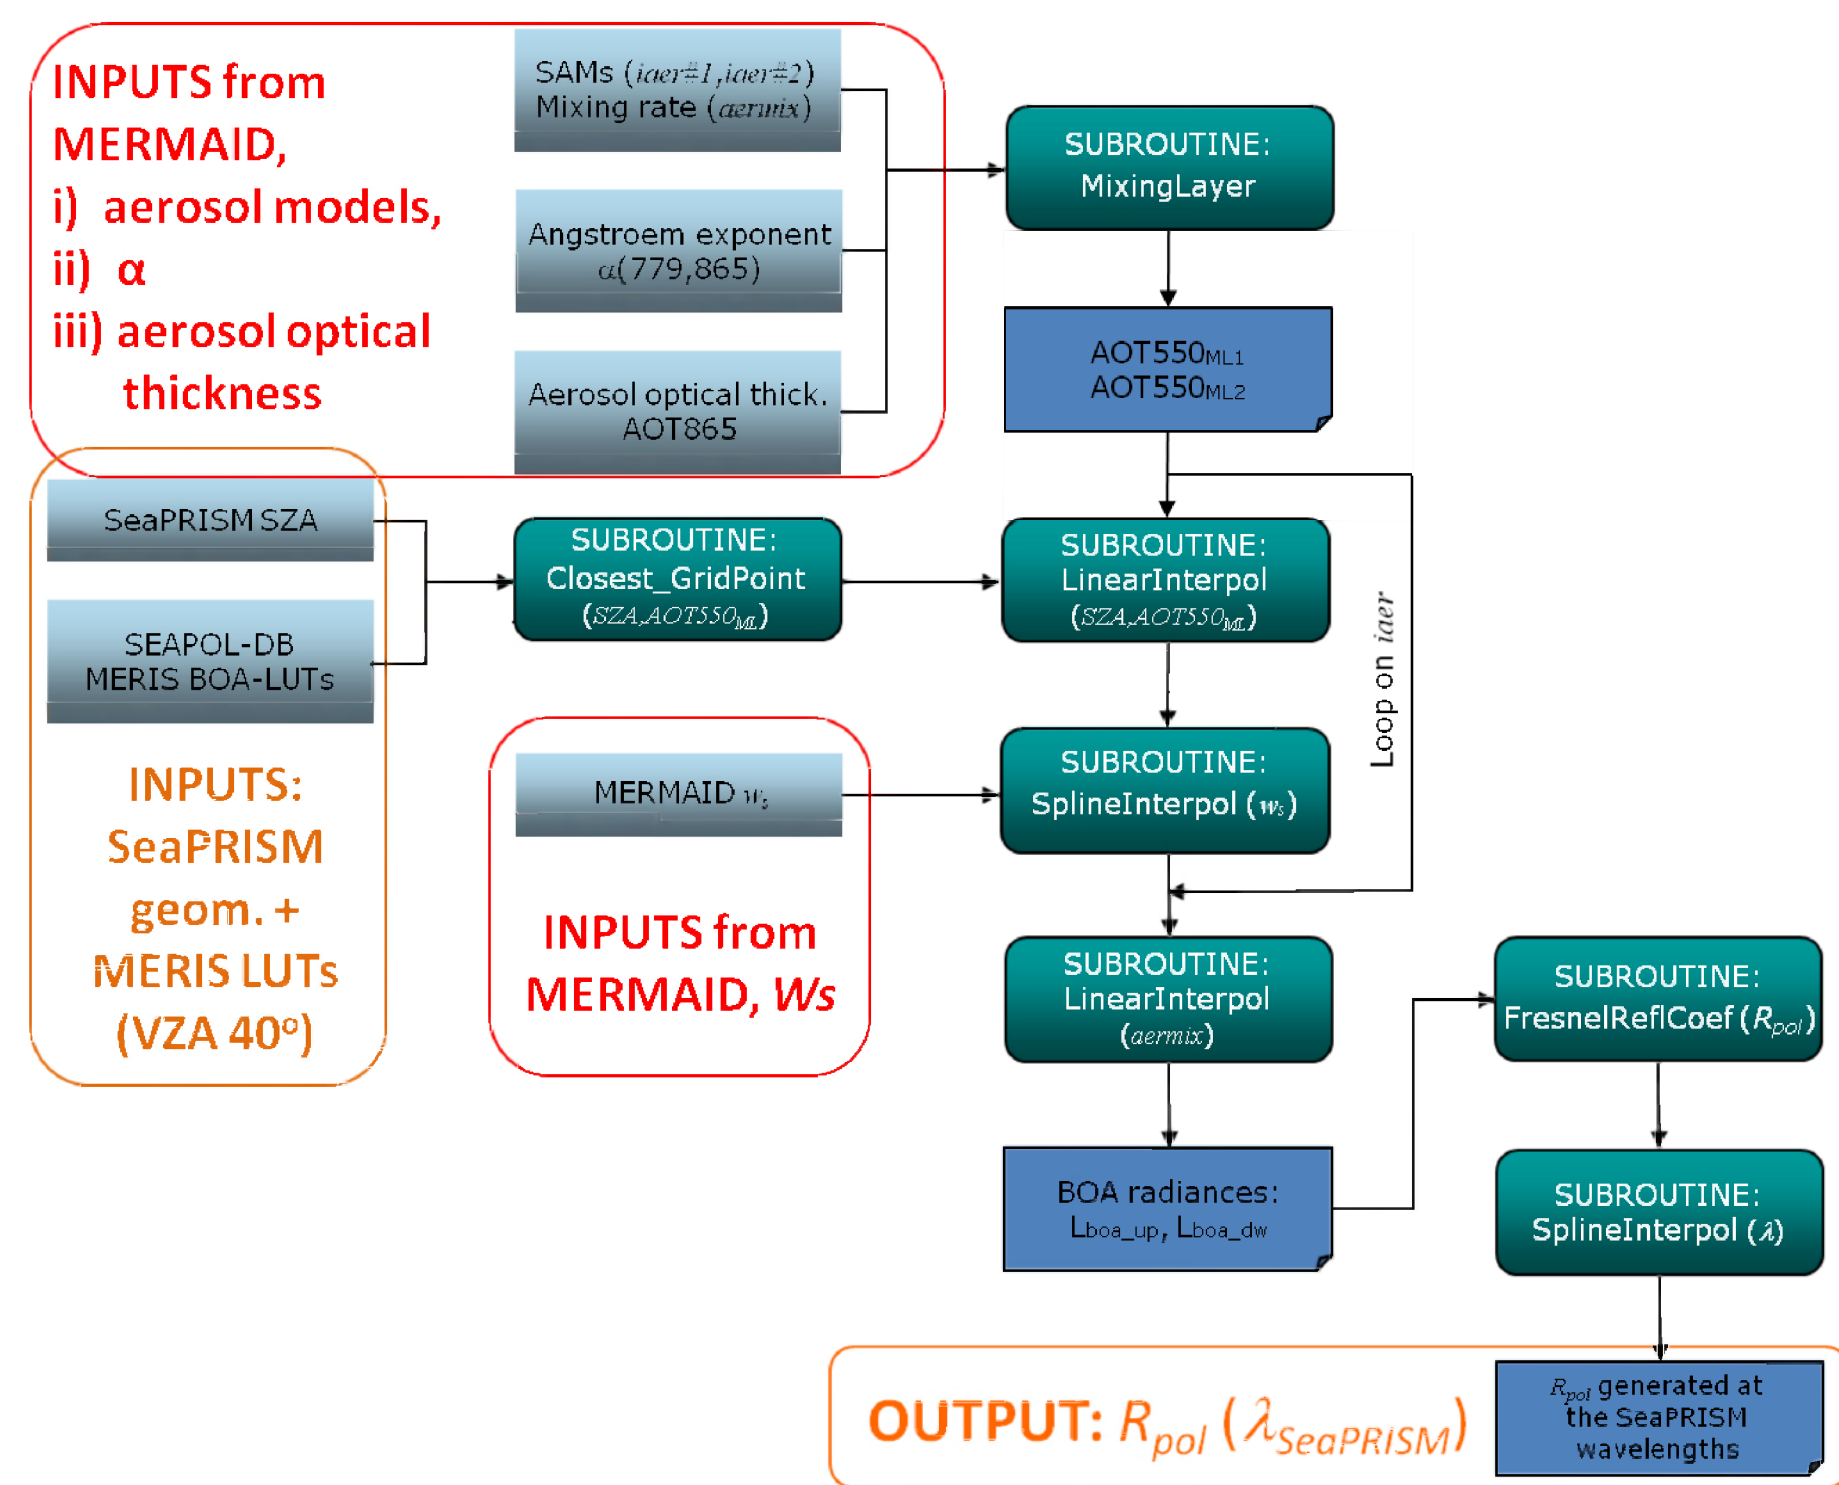 INPUTS from
MERMAID,
i) aerosol models,
ii) α
iii) aerosol optical
thickness
SAMs (iaer#1,iaer#2)
Mixing rate (aermix)
Angstroem exponent
α(779,865)
Aerosol optical thick.
AOT865
SUBROUTINE:
MixingLayer
AOT550ML1
AOT550ML2
SeaPRISM SZA
SEAPOL-DB
MERIS BOA-LUTs
INPUTS:
SeaPRISM
geom. +
MERIS LUTs
(VZA 40º)
SUBROUTINE:
Closest_GridPoint
(SZA,AOT550ML)
SUBROUTINE:
LinearInterpol
(SZA,AOT550ML)
Loop on iaer
MERMAID ws
INPUTS from
MERMAID, Ws
SUBROUTINE:
SplineInterpol (ws)
SUBROUTINE:
LinearInterpol
(aermix)
BOA radiances:
Lboa_up, Lboa_dw
SUBROUTINE:
FresnelReflCoef (Rpol)
SUBROUTINE:
SplineInterpol (λ)
OUTPUT: Rpol (λSeaPRISM)
Rpol generated at
the SeaPRISM
wavelengths